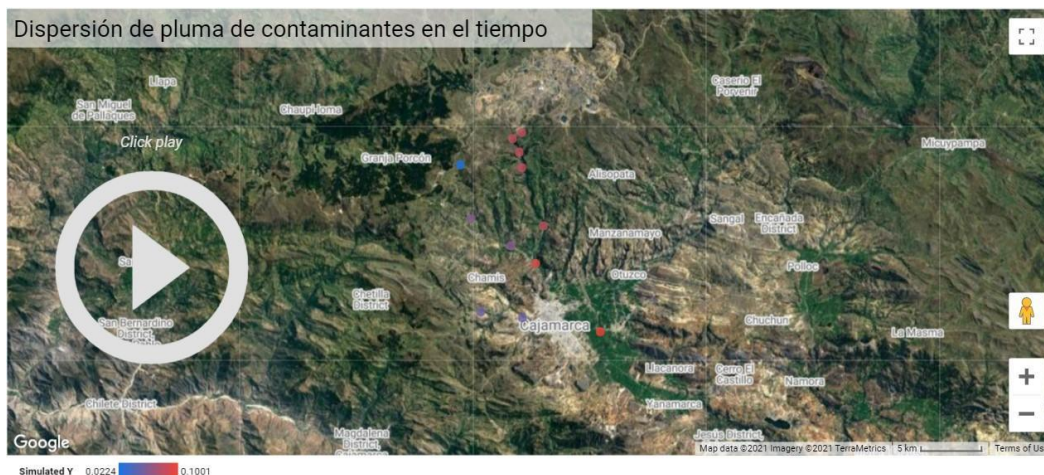 Dispersión de pluma de contaminantes en el tiempo
Llapa
Caserio El
Porvenir
San Miguel
de Pallaques
Chaupi loma
Click play
Granja Porcón
Micuypampa
Alisopata
Sangal
Encañada
District
Manzanamayo
Polloc
Otuzco
Chamis
Chetilla
District
San Bernardino
District
Cajamarca
Chuchun
La Masma
Llacanora
Cerro El
Castillo
Namora
Chilete District
Yanamarca
Magdalena
District
Jesús District,
Google
Map data ©2021 Imagery ©2021 TerraMetrics
5 km
Terms of Us
Simulated Y 0.0224 0.1001